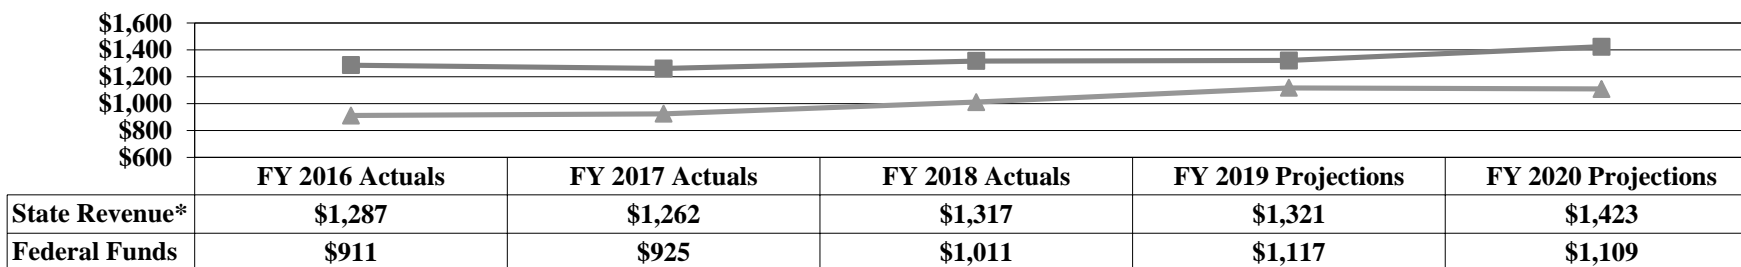 $1,600
$1,400
$1,200
$1,000
$800
$600
FY 2016 Actuals FY 2017 Actuals FY 2018 Actuals FY 2019 Projections FY 2020 Projections
State Revenue* $1,287 $1,262 $1,317 $1,321 $1,423
Federal Funds $911 $925 $1,011 $1,117 $1,109